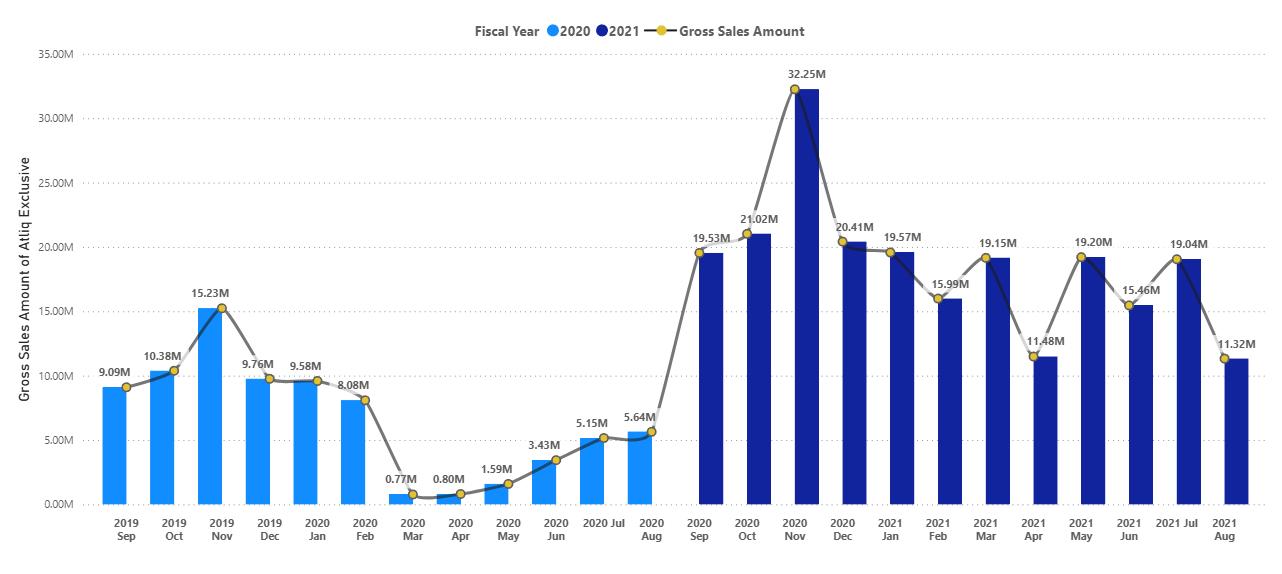 Fiscal Year 2020 2021 Gross Sales Amount
Gross Sales Amount of Atliq Exclusive
35.00M
30.00M
25.00M
20.00M
15.00M
10.00M
5.00M
0.00M
9.09M
10.38M
15.23M
9.76M
9.58M
8.08M
0.77M
0.80M
1.59M
3.43M
5.15M
5.64M
19.53M
21.02M
32.25M
20.41M
19.57M
15.99M
19.15M
11.48M
19.20M
15.46M
19.04M
11.32M
2019
Sep
2019
Oct
2019
Nov
2019
Dec
2020
Jan
2020
Feb
2020
Mar
2020
Apr
2020
May
2020
Jun
2020 Jul
2020
Aug
2020
Sep
2020
Oct
2020
Nov
2020
Dec
2021
Jan
2021
Feb
2021
Mar
2021
Apr
2021
May
2021
Jun
2021 Jul
2021
Aug